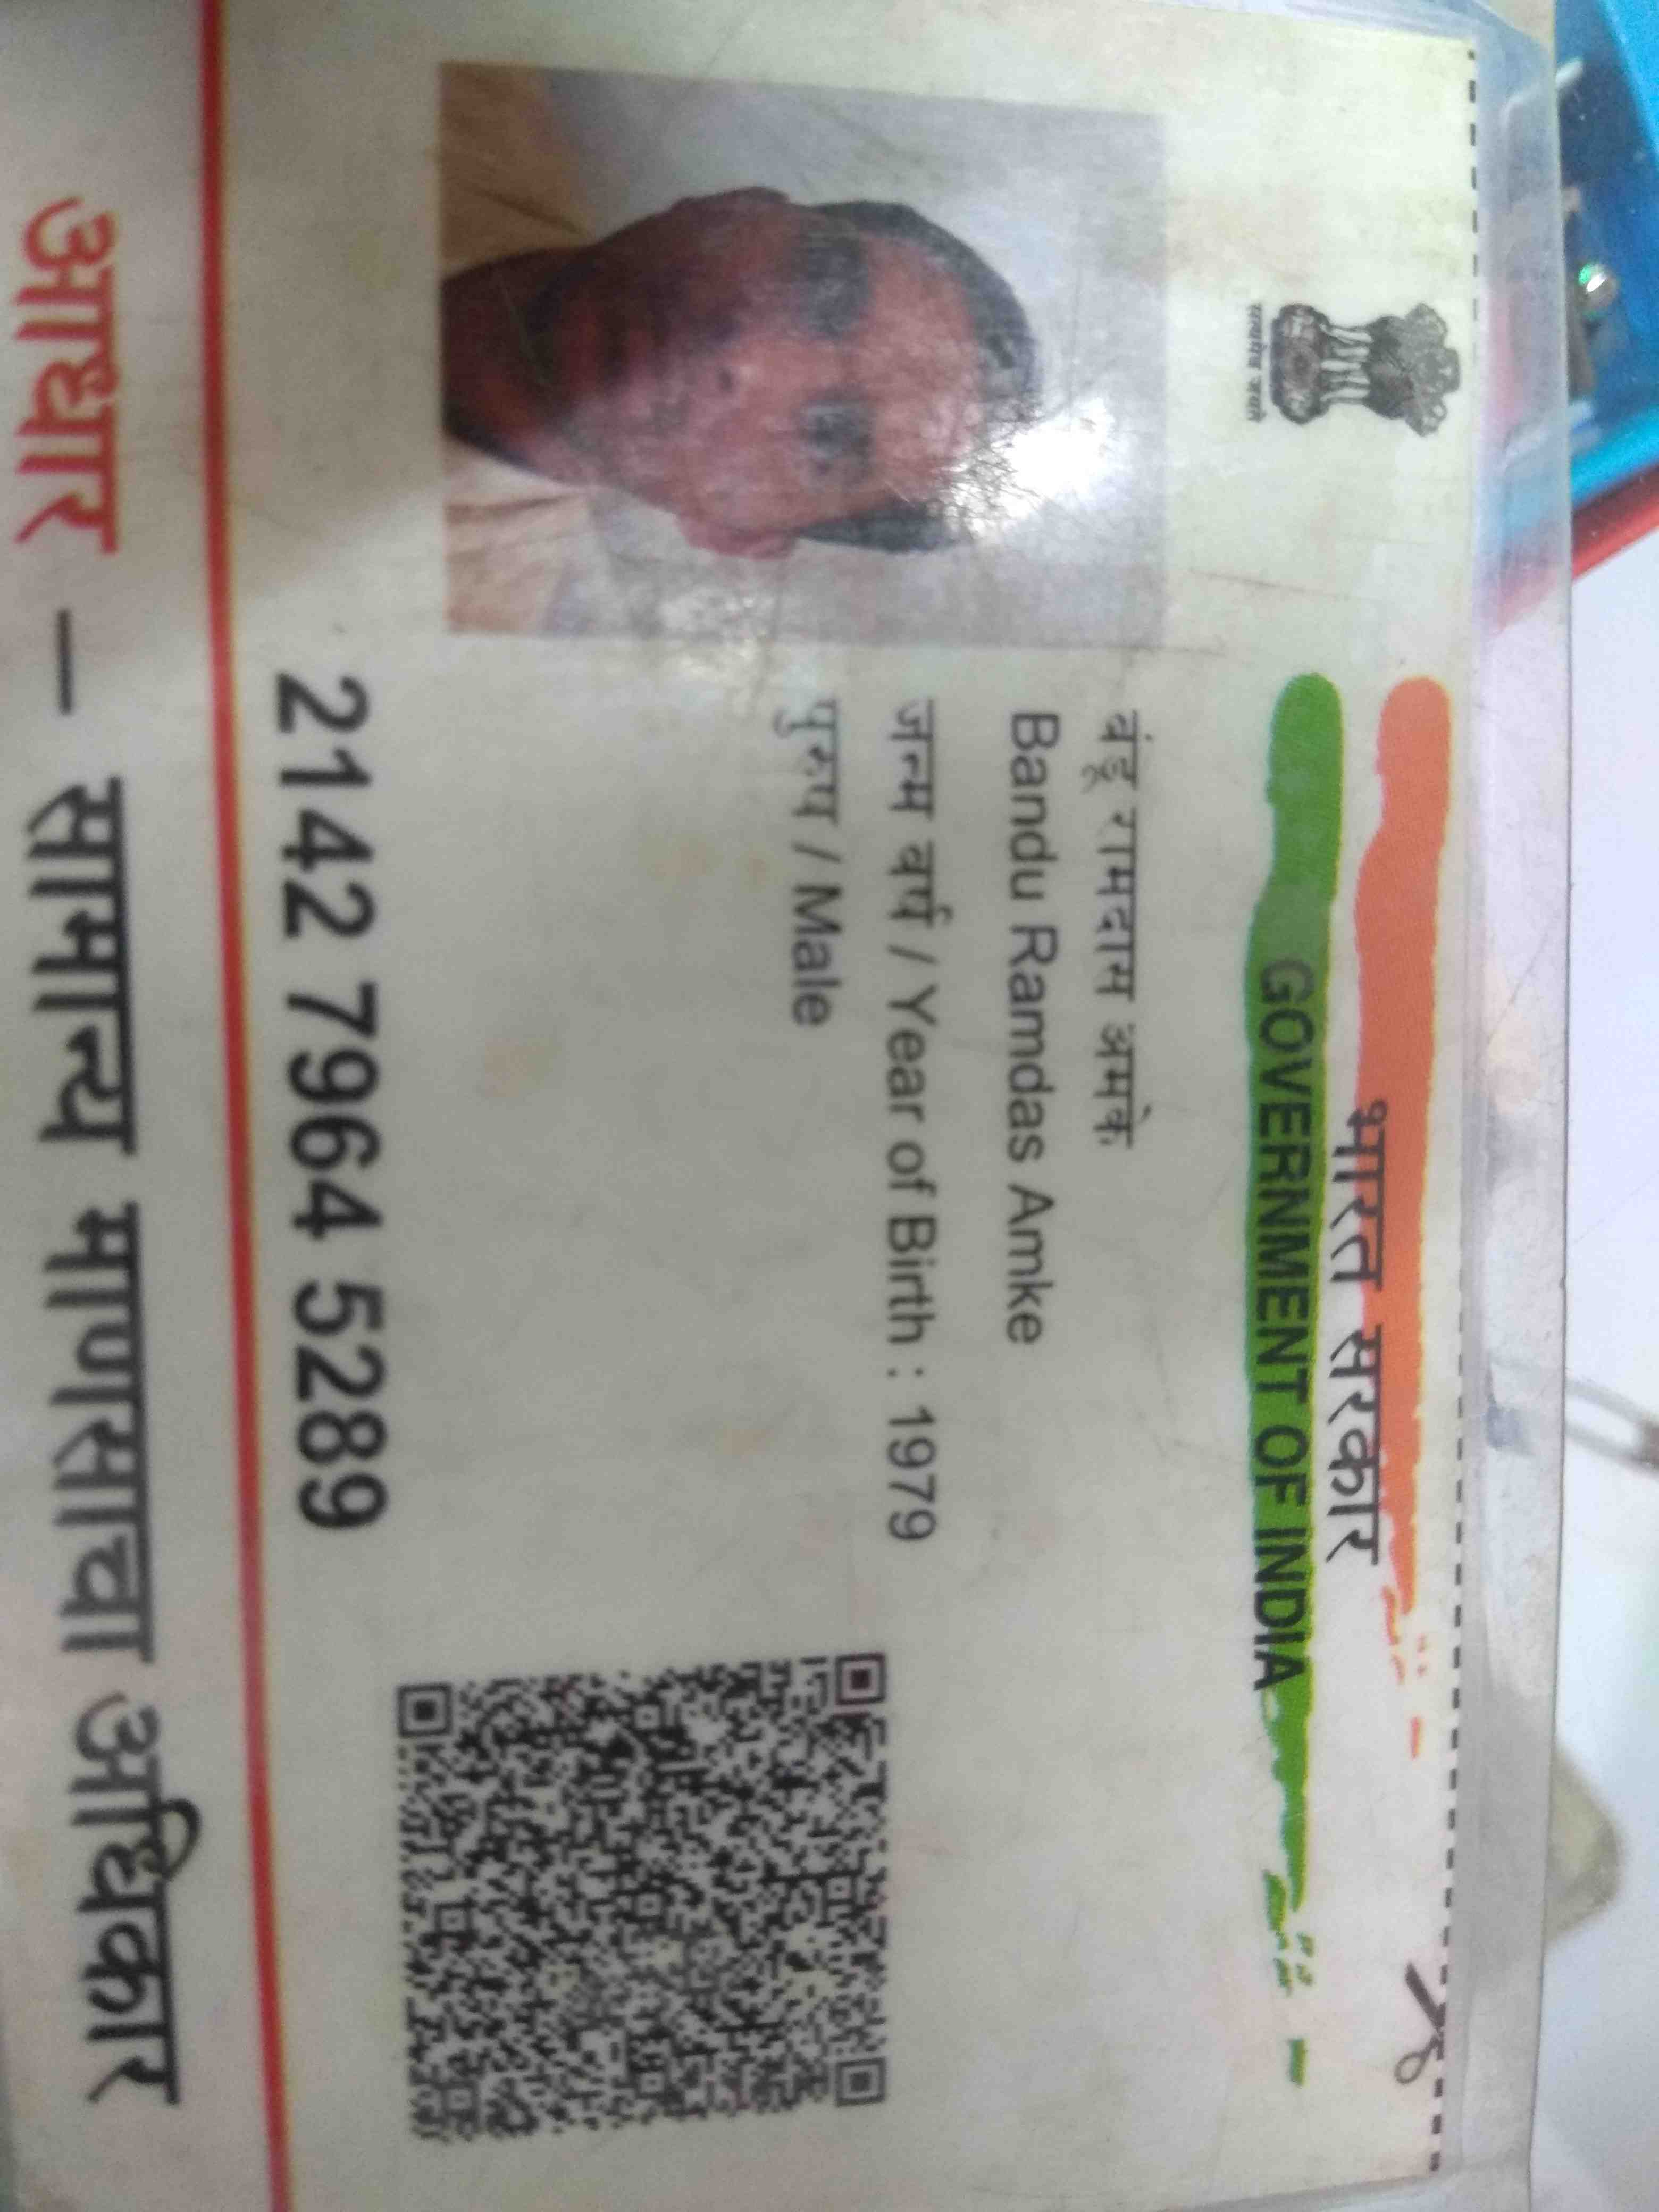 भारत सरकार
GOVERNMENT OF INDIA
सत्यमेव जयते
बंडू रामदास अमके
Bandu Ramdas Amke
जन्म वर्ष / Year of Birth : 1979
पुरुष / Male
2142 7964 5289
आधार – सामान्य माणसाचा अधिकार